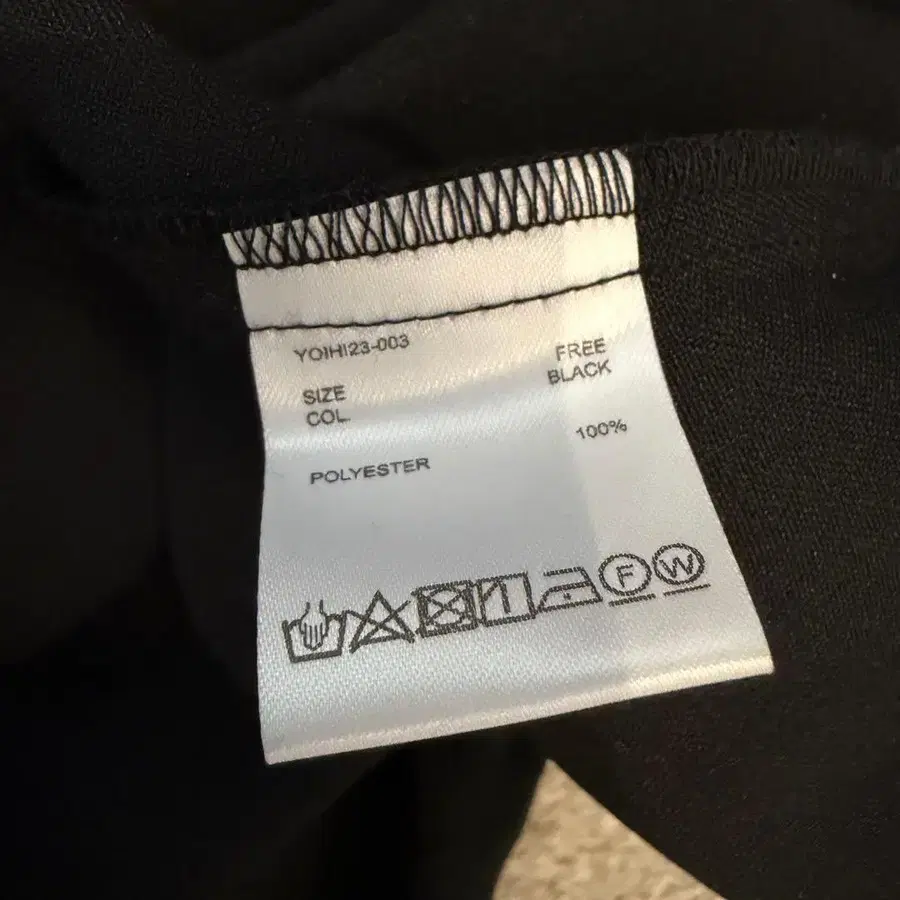 YOIHI23-003
SIZE FREE
COL. BLACK
POLYESTER 100%
F W